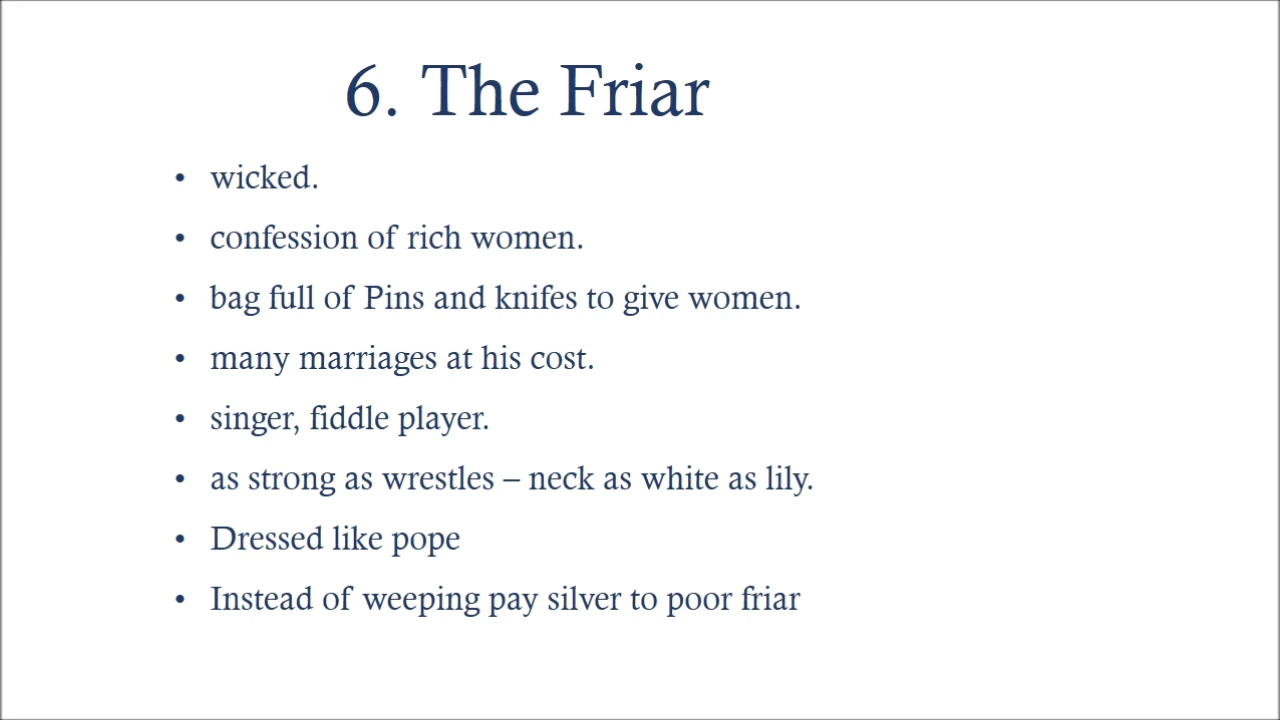 6. The Friar
• wicked.
• confession of rich women.
• bag full of Pins and knifes to give women.
• many marriages at his cost.
• singer, fiddle player.
• as strong as wrestles – neck as white as lily.
• Dressed like pope
• Instead of weeping pay silver to poor friar